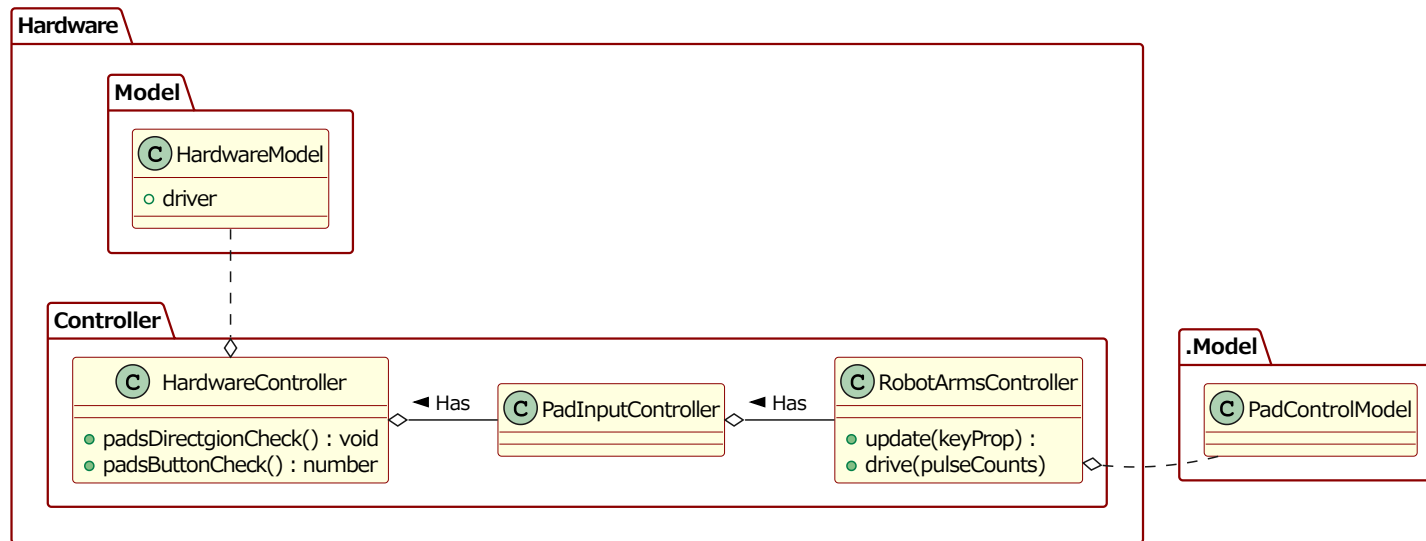 Hardware
Model
C HardwareModel
driver
Controller
C HardwareController
padsDirectgionCheck() : void
padsButtonCheck() : number
◄ Has
C PadInputController
◄ Has
C RobotArmsController
update(keyProp) :
drive(pulseCounts)
.Model
C PadControlModel